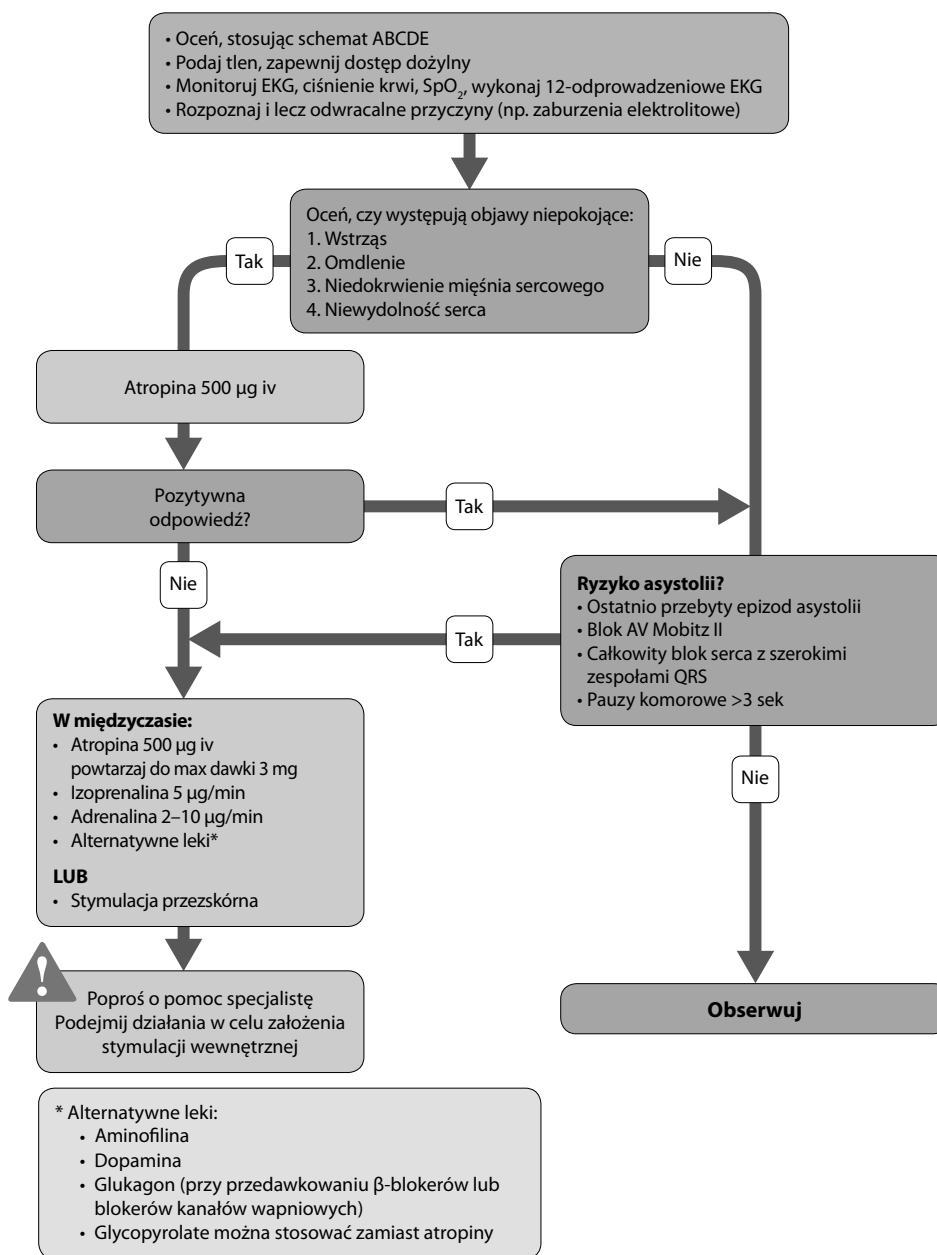 • Oceń, stosując schemat ABCDE
• Podaj tlen, zapewnij dostęp dożylny
• Monitoruj EKG, ciśnienie krwi, SpO₂, wykonaj 12-odprowadzeniowe EKG
• Rozpoznaj i lecz odwracalne przyczyny (np. zaburzenia elektrolitowe)
Oceń, czy występują objawy niepokojące:
1. Wstrząs
2. Omdlenie
3. Niedokrwienie mięśnia sercowego
4. Niewydolność serca
Tak
Nie
Atropina 500 µg iv
Pozytywna
odpowiedź?
Tak
Nie
Ryzyko asystolii?
• Ostatnio przebyty epizod asystolii
• Blok AV Mobitz II
• Całkowity blok serca z szerokimi
zespołami QRS
• Pauzy komorowe >3 sek
Tak
Nie
W międzyczasie:
• Atropina 500 µg iv
powtarzaj do max dawki 3 mg
• Izoprenalina 5 µg/min
• Adrenalina 2–10 µg/min
• Alternatywne leki*
LUB
• Stymulacja przezskórna
!
Poproś o pomoc specjalistę
Podejmij działania w celu założenia
stymulacji wewnętrznej
Obserwuj
* Alternatywne leki:
• Aminofilina
• Dopamina
• Glukagon (przy przedawkowaniu β-blokerów lub
blokerów kanałów wapniowych)
• Glycopyrolate można stosować zamiast atropiny